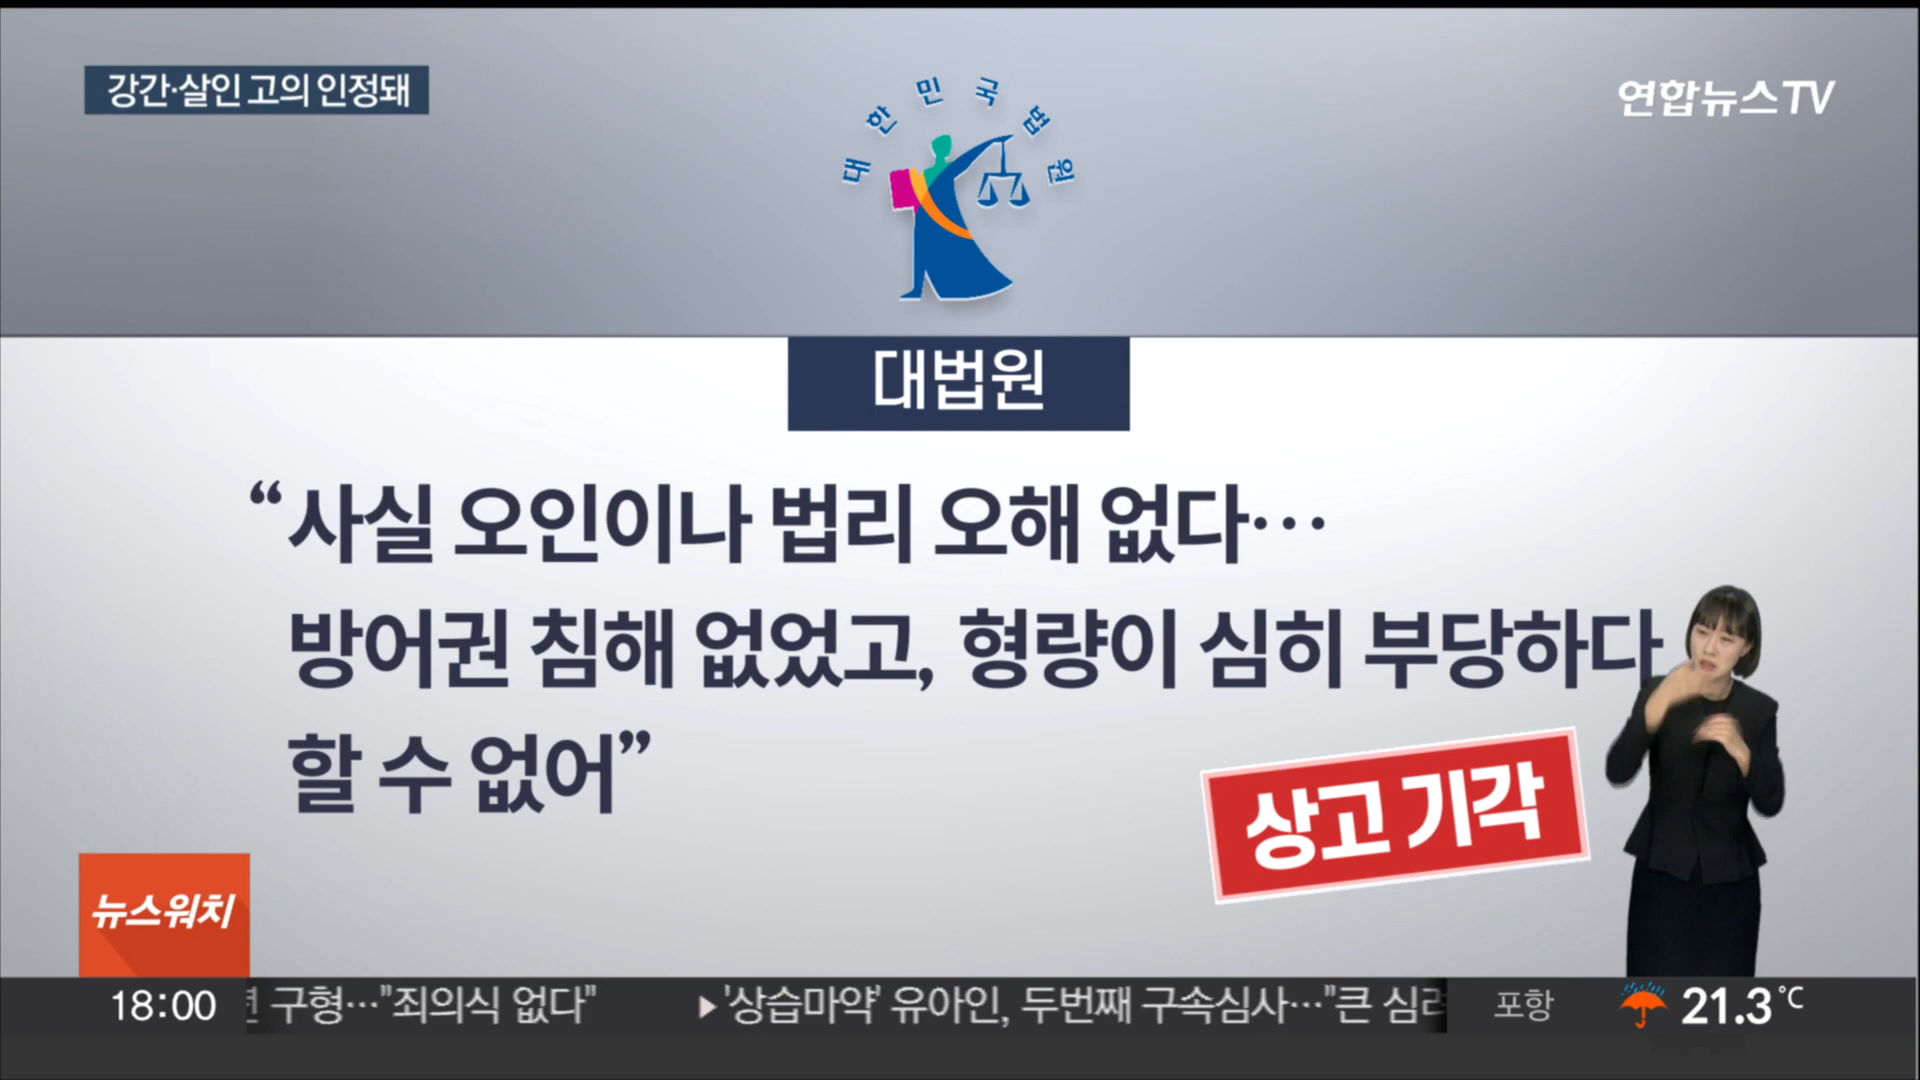 강간·살인 고의 인정돼
연합뉴스TV
대한민국법원
대법원
“사실 오인이나 법리 오해 없다…
방어권 침해 없었고, 형량이 심히 부당하다
할 수 없어”
상고 기각
뉴스워치
18:00
구형…"죄의식 없다"
▶'상습마약' 유아인, 두번째 구속심사…"큰
포항
21.3℃